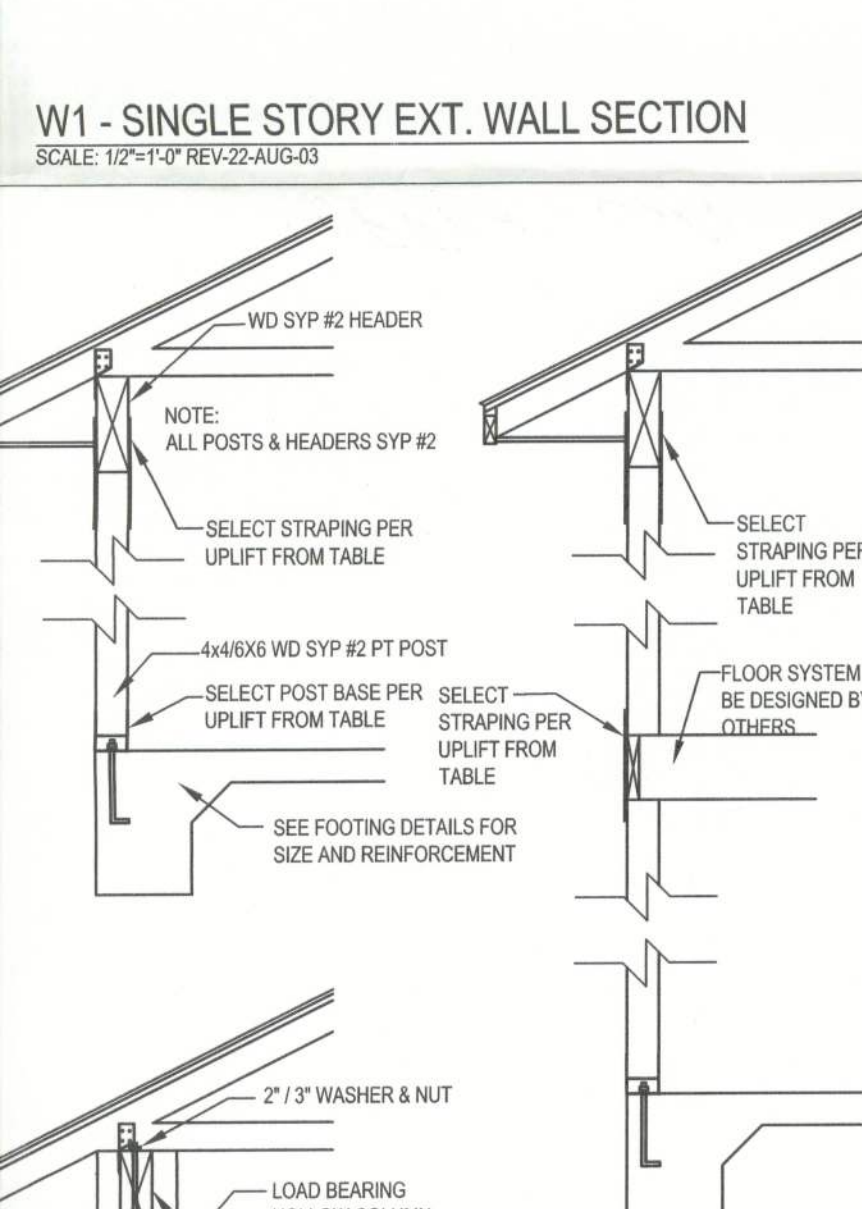 W1 - SINGLE STORY EXT. WALL SECTION
SCALE: 1/2"=1'-0" REV-22-AUG-03
WD SYP #2 HEADER
NOTE:
ALL POSTS & HEADERS SYP #2
SELECT STRAPING PER
UPLIFT FROM TABLE
4x4/6X6 WD SYP #2 PT POST
SELECT POST BASE PER
UPLIFT FROM TABLE
SEE FOOTING DETAILS FOR
SIZE AND REINFORCEMENT
SELECT
STRAPING PER
UPLIFT FROM
TABLE
SELECT
STRAPING PER
UPLIFT FROM
TABLE
FLOOR SYSTEM
BE DESIGNED BY
OTHERS
2" / 3" WASHER & NUT
LOAD BEARING